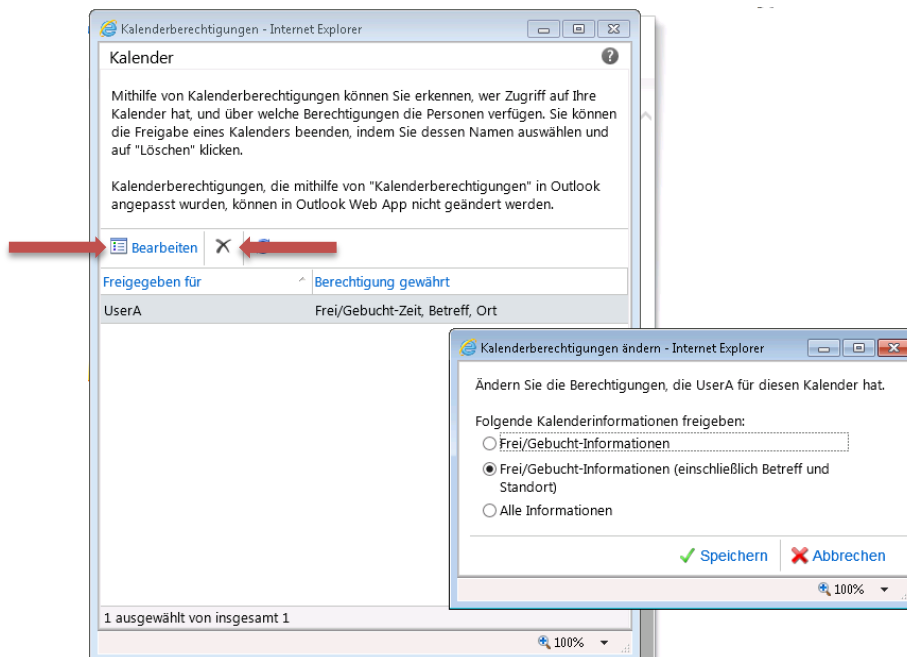 Kalenderberechtigungen - Internet Explorer
Kalender
Mithilfe von Kalenderberechtigungen können Sie erkennen, wer Zugriff auf Ihre
Kalender hat, und über welche Berechtigungen die Personen verfügen. Sie können
die Freigabe eines Kalenders beenden, indem Sie dessen Namen auswählen und
auf "Löschen" klicken.
Kalenderberechtigungen, die mithilfe von "Kalenderberechtigungen" in Outlook
angepasst wurden, können in Outlook Web App nicht geändert werden.
Bearbeiten
Freigegeben für Berechtigung gewährt
UserA Frei/Gebucht-Zeit, Betreff, Ort
Kalenderberechtigungen ändern - Internet Explorer
Ändern Sie die Berechtigungen, die UserA für diesen Kalender hat.
Folgende Kalenderinformationen freigeben:
Frei/Gebucht-Informationen
Frei/Gebucht-Informationen (einschließlich Betreff und
Standort)
Alle Informationen
Speichern Abbrechen
100%
1 ausgewählt von insgesamt 1
100%